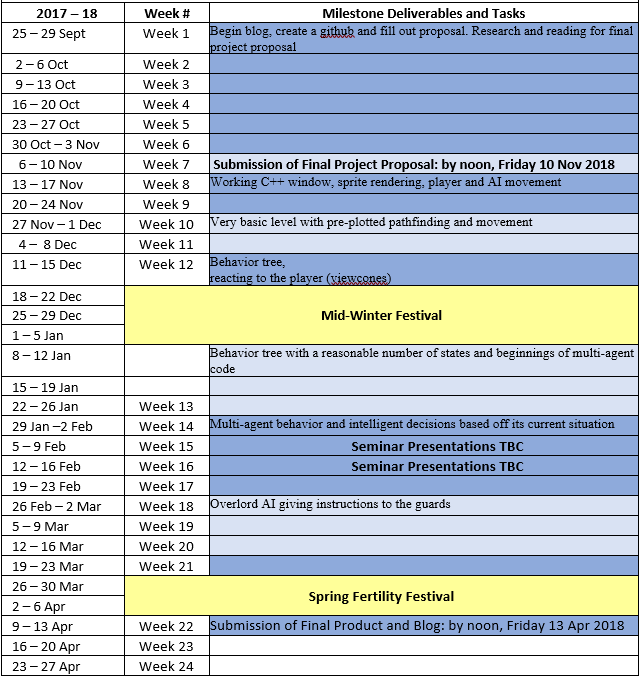 2017 – 18 Week # Milestone Deliverables and Tasks
25 – 29 Sept Week 1 Begin blog, create a github and fill out proposal. Research and reading for final
project proposal
2 – 6 Oct Week 2
9 – 13 Oct Week 3
16 – 20 Oct Week 4
23 – 27 Oct Week 5
30 Oct – 3 Nov Week 6
6 – 10 Nov Week 7 Submission of Final Project Proposal: by noon, Friday 10 Nov 2018
13 – 17 Nov Week 8 Working C++ window, sprite rendering, player and AI movement
20 – 24 Nov Week 9
27 Nov – 1 Dec Week 10 Very basic level with pre-plotted pathfinding and movement
4 – 8 Dec Week 11
11 – 15 Dec Week 12 Behavior tree,
reacting to the player (viewcones)
18 – 22 Dec
25 – 29 Dec Mid-Winter Festival
1 – 5 Jan
8 – 12 Jan Behavior tree with a reasonable number of states and beginnings of multi-agent
code
15 – 19 Jan
22 – 26 Jan Week 13
29 Jan –2 Feb Week 14 Multi-agent behavior and intelligent decisions based off its current situation
5 – 9 Feb Week 15 Seminar Presentations TBC
12 – 16 Feb Week 16 Seminar Presentations TBC
19 – 23 Feb Week 17
26 Feb – 2 Mar Week 18 Overlord AI giving instructions to the guards
5 – 9 Mar Week 19
12 – 16 Mar Week 20
19 – 23 Mar Week 21
26 – 30 Mar
Spring Fertility Festival
2 – 6 Apr
9 – 13 Apr Week 22 Submission of Final Product and Blog: by noon, Friday 13 Apr 2018
16 – 20 Apr Week 23
23 – 27 Apr Week 24